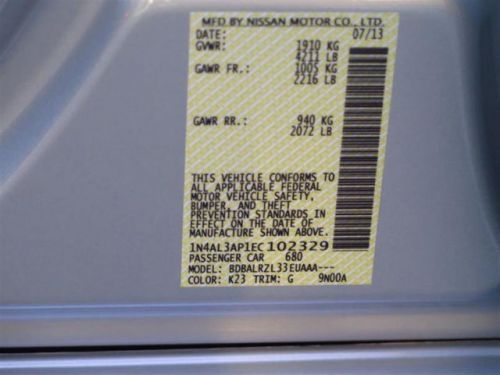 MFD BY NISSAN MOTOR CO., LTD.
DATE: 07/13
GVWR: 1910 KG
4211 LB
GAWR FR.: 1005 KG
2216 LB
GAWR RR.: 940 KG
2072 LB
THIS VEHICLE CONFORMS TO
ALL APPLICABLE FEDERAL
MOTOR VEHICLE SAFETY,
BUMPER, AND THEFT
PREVENTION STANDARDS IN
EFFECT ON THE DATE OF
MANUFACTURE SHOWN ABOVE.
1N4AL3AP1EC102329
PASSENGER CAR 680
MODEL: BDBALRZL33EUAAA---
COLOR: K23 TRIM: G 9N00A